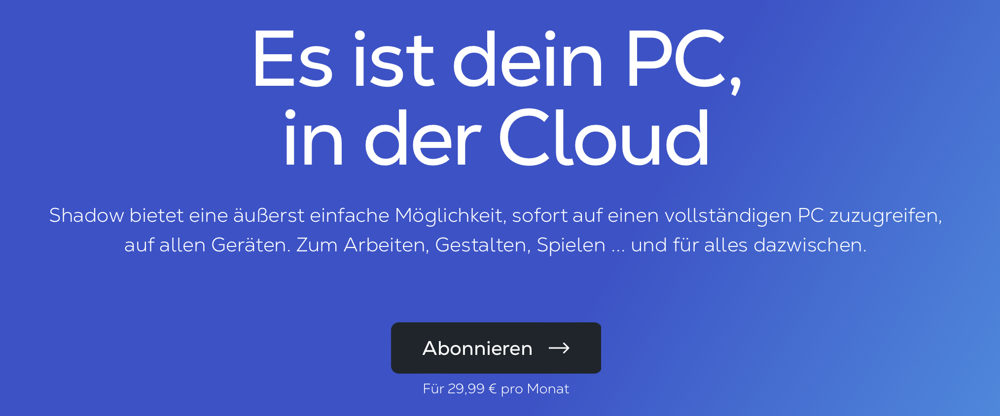 Es ist dein PC,
in der Cloud
Shadow bietet eine äußerst einfache Möglichkeit, sofort auf einen vollständigen PC zuzugreifen,
auf allen Geräten. Zum Arbeiten, Gestalten, Spielen ... und für alles dazwischen.
Abonnieren →
Für 29,99 € pro Monat